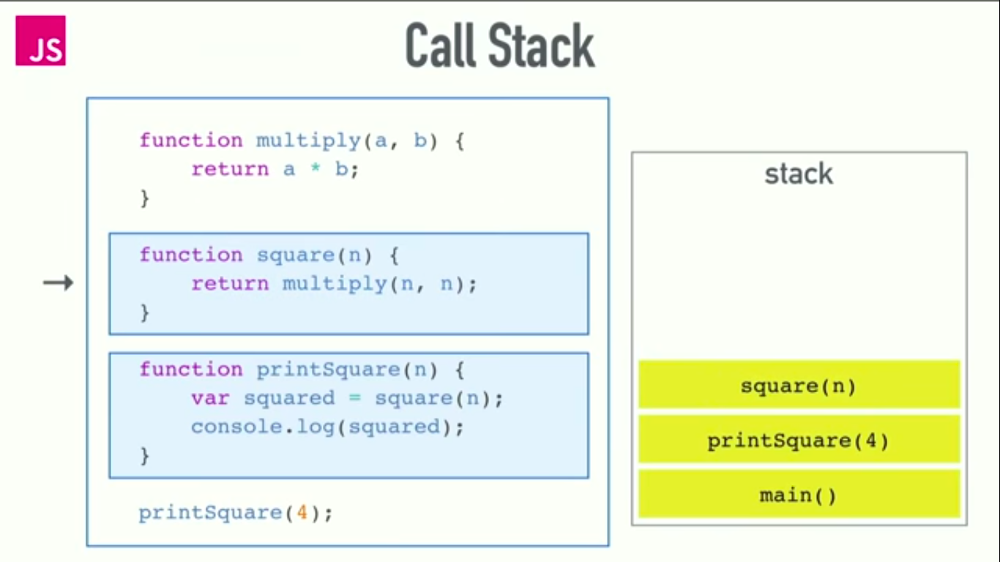 JS
Call Stack
function multiply(a, b) {
    return a * b;
}
function square(n) {
    return multiply(n, n);
}
function printSquare(n) {
    var squared = square(n);
    console.log(squared);
}
printSquare(4);
stack
square(n)
printSquare(4)
main()